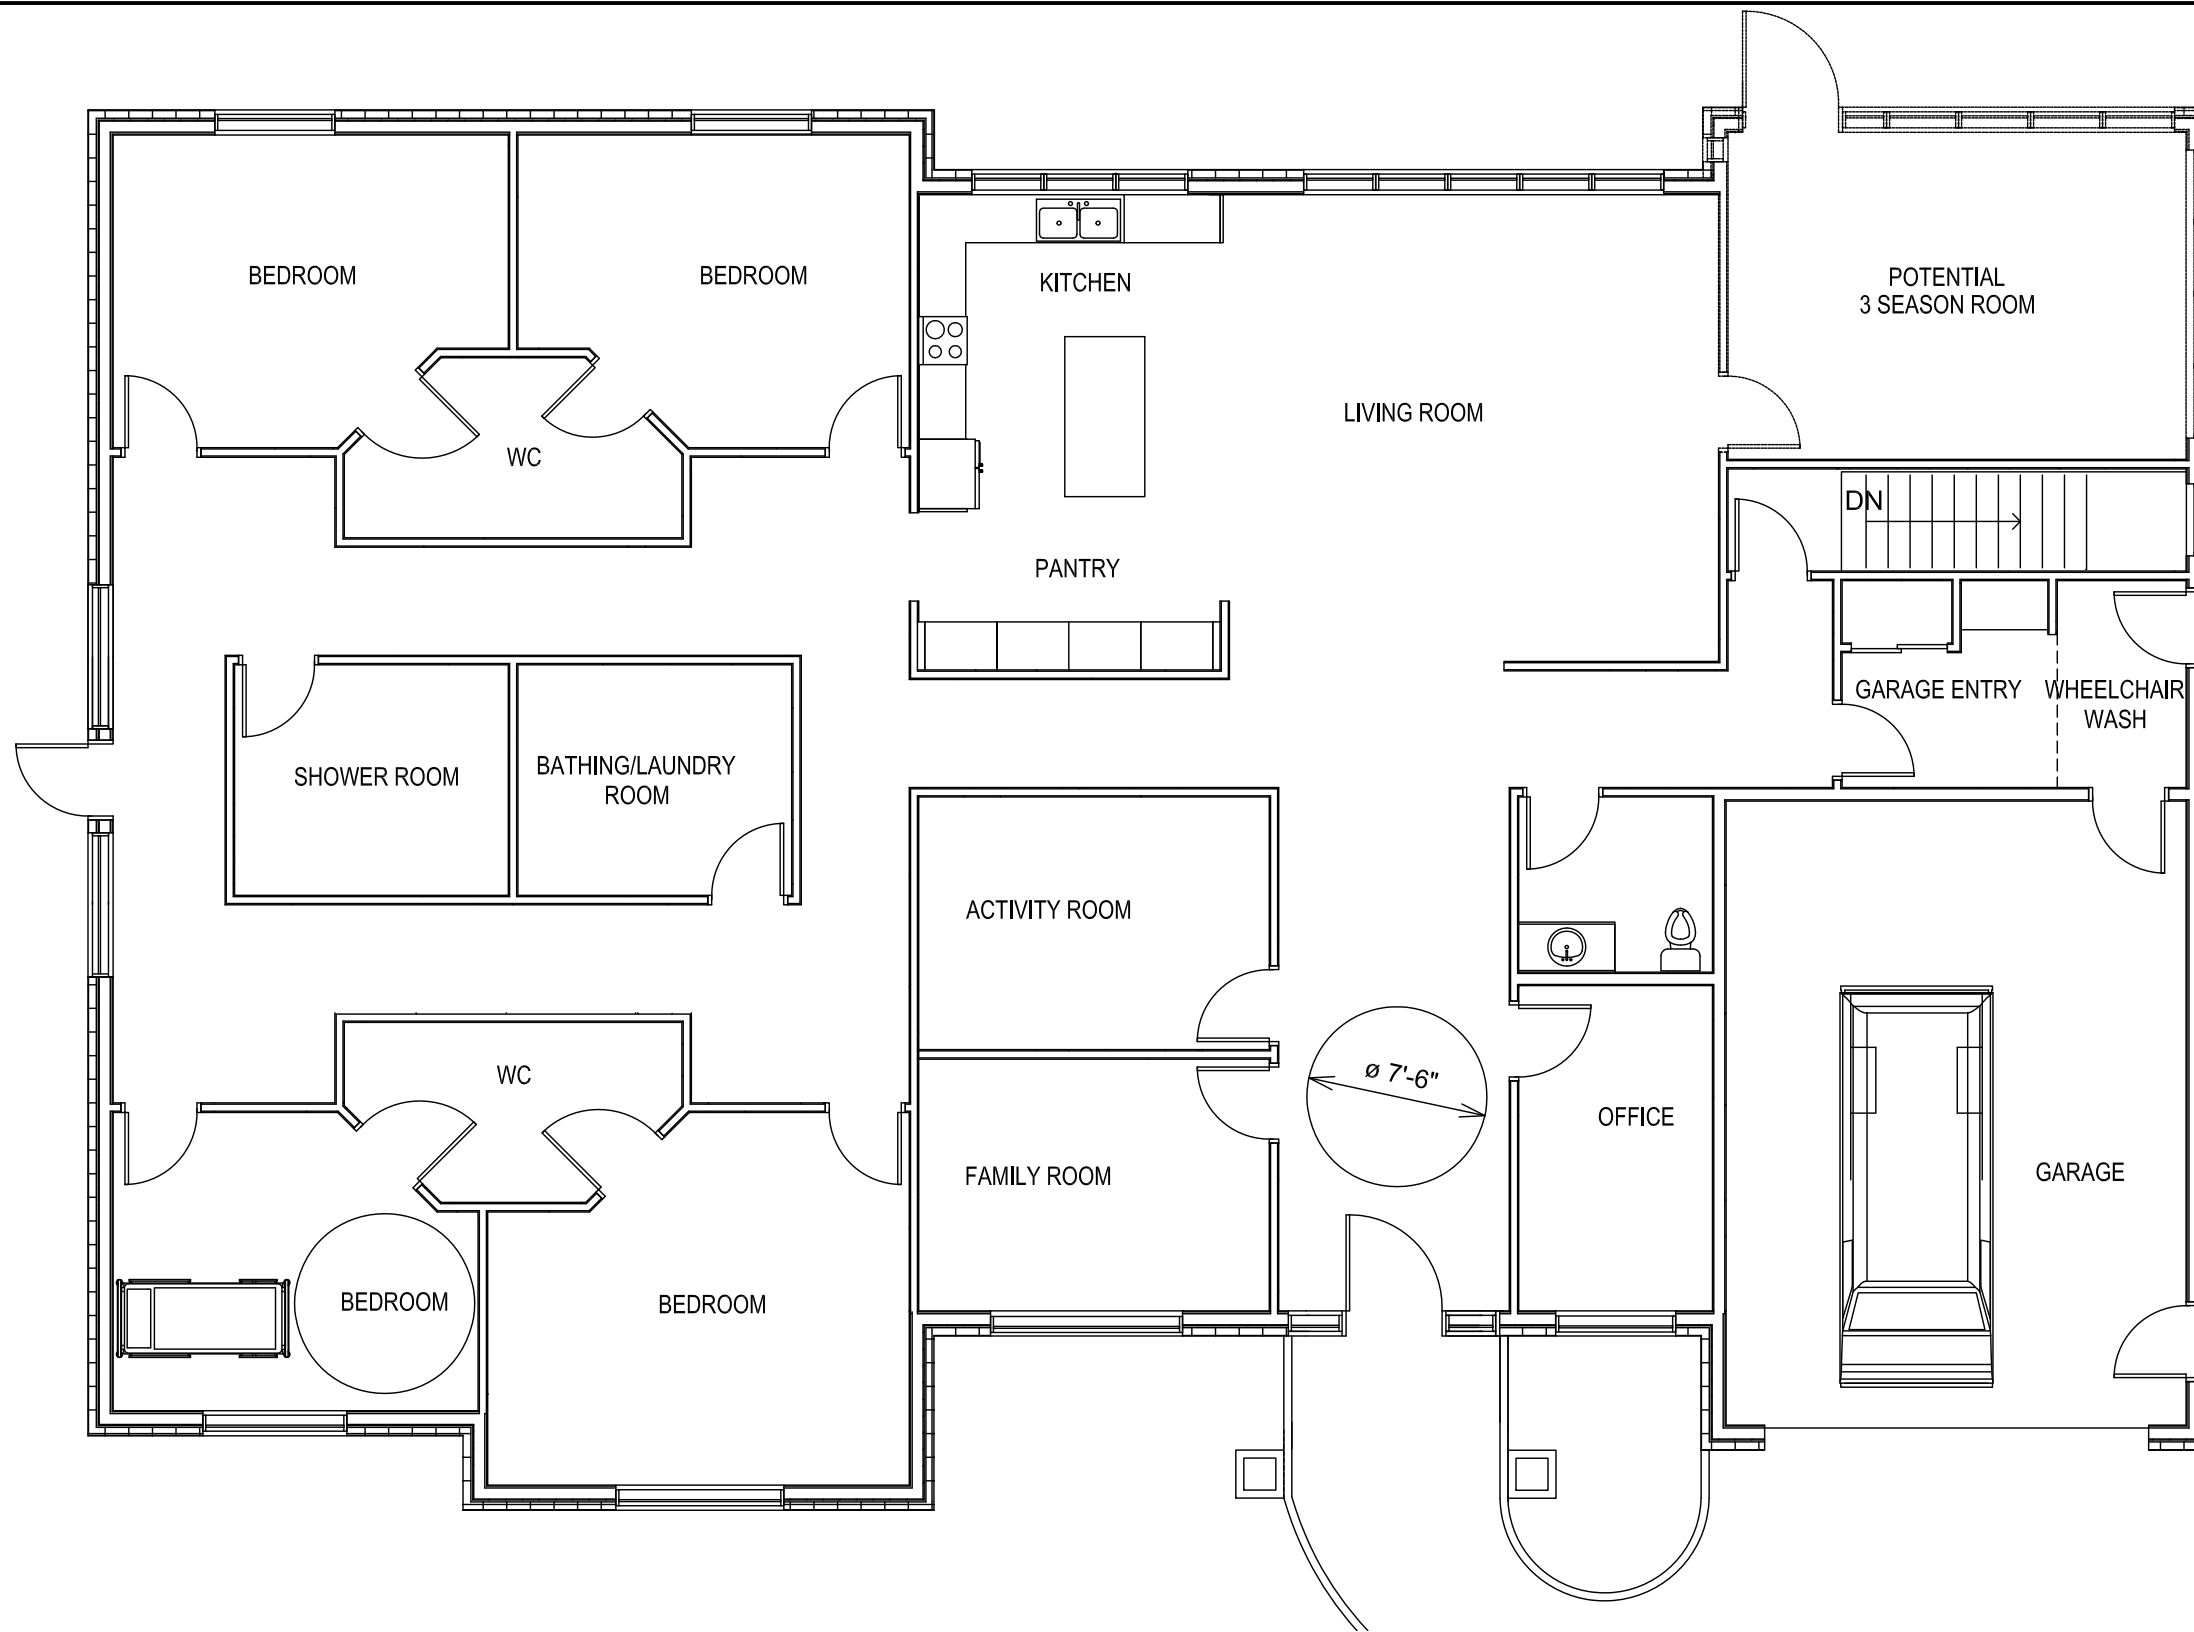 BEDROOM
BEDROOM
KITCHEN
POTENTIAL
3 SEASON ROOM
LIVING ROOM
WC
DN
PANTRY
GARAGE ENTRY
WHEELCHAIR
WASH
SHOWER ROOM
BATHING/LAUNDRY
ROOM
ACTIVITY ROOM
WC
ø 7'-6"
OFFICE
FAMILY ROOM
GARAGE
BEDROOM
BEDROOM